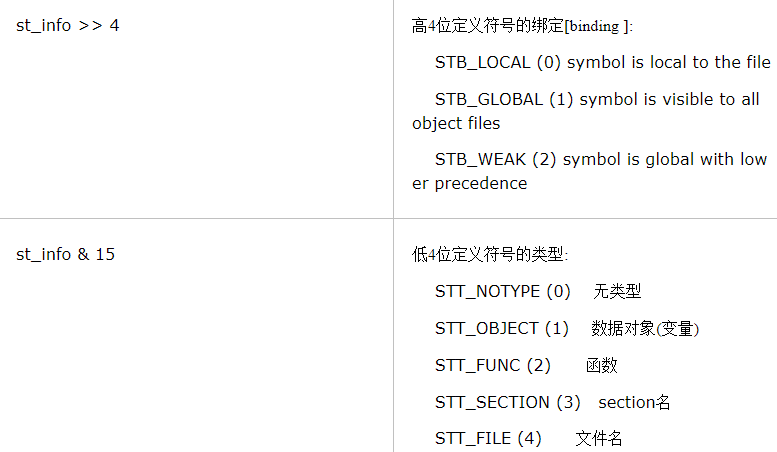 st_info >> 4
高4位定义符号的绑定[binding ]:
STB_LOCAL (0) symbol is local to the file
STB_GLOBAL (1) symbol is visible to all
object files
STB_WEAK (2) symbol is global with low
er precedence
st_info & 15
低4位定义符号的类型:
STT_NOTYPE (0) 无类型
STT_OBJECT (1) 数据对象(变量)
STT_FUNC (2) 函数
STT_SECTION (3) section名
STT_FILE (4) 文件名